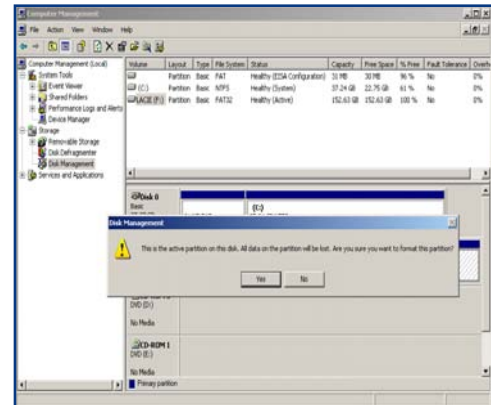 Computer Management
File Action View Window Help
Computer Management (Local)
System Tools
Event Viewer
Shared Folders
Performance Logs and Alerts
Device Manager
Storage
Removable Storage
Disk Defragmenter
Disk Management
Services and Applications
Volume Layout Type File System Status Capacity Free Space % Free Fault Tolerance Overh
Partition Basic FAT Healthy (EISA Configuration) 31 MB 30 MB 96 % No 0%
(C:) Partition Basic NTFS Healthy (System) 37.24 GB 22.75 GB 61 % No 0%
LACIE (F:) Partition Basic FAT32 Healthy (Active) 152.63 GB 152.63 GB 100 % No 0%
Disk 0
Basic
(C:)
Disk Management
This is the active partition on this disk. All data on the partition will be lost. Are you sure you want to format this partition?
Yes No
DVD (D:)
No Media
CD-ROM 1
DVD (E:)
No Media
Primary partition